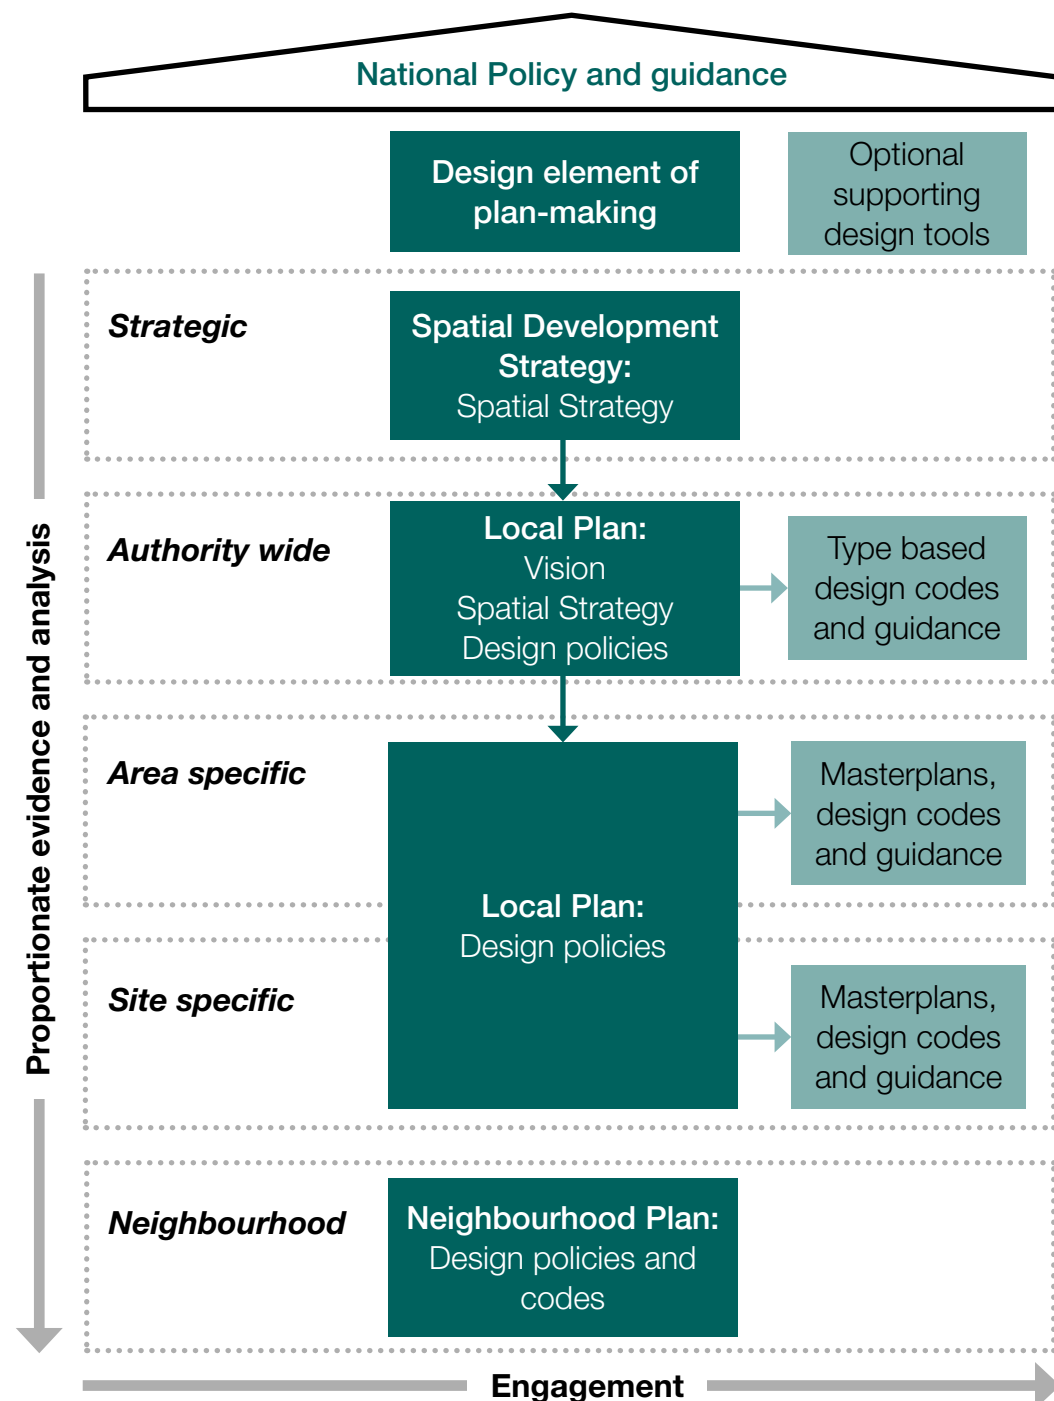 National Policy and guidance
Design element of
plan-making
Optional
supporting
design tools
Strategic
Spatial Development
Strategy:
Spatial Strategy
Authority wide
Local Plan:
Vision
Spatial Strategy
Design policies
Type based
design codes
and guidance
Area specific
Masterplans,
design codes
and guidance
Local Plan:
Design policies
Site specific
Masterplans,
design codes
and guidance
Neighbourhood
Neighbourhood Plan:
Design policies and
codes
Proportionate evidence and analysis
Engagement